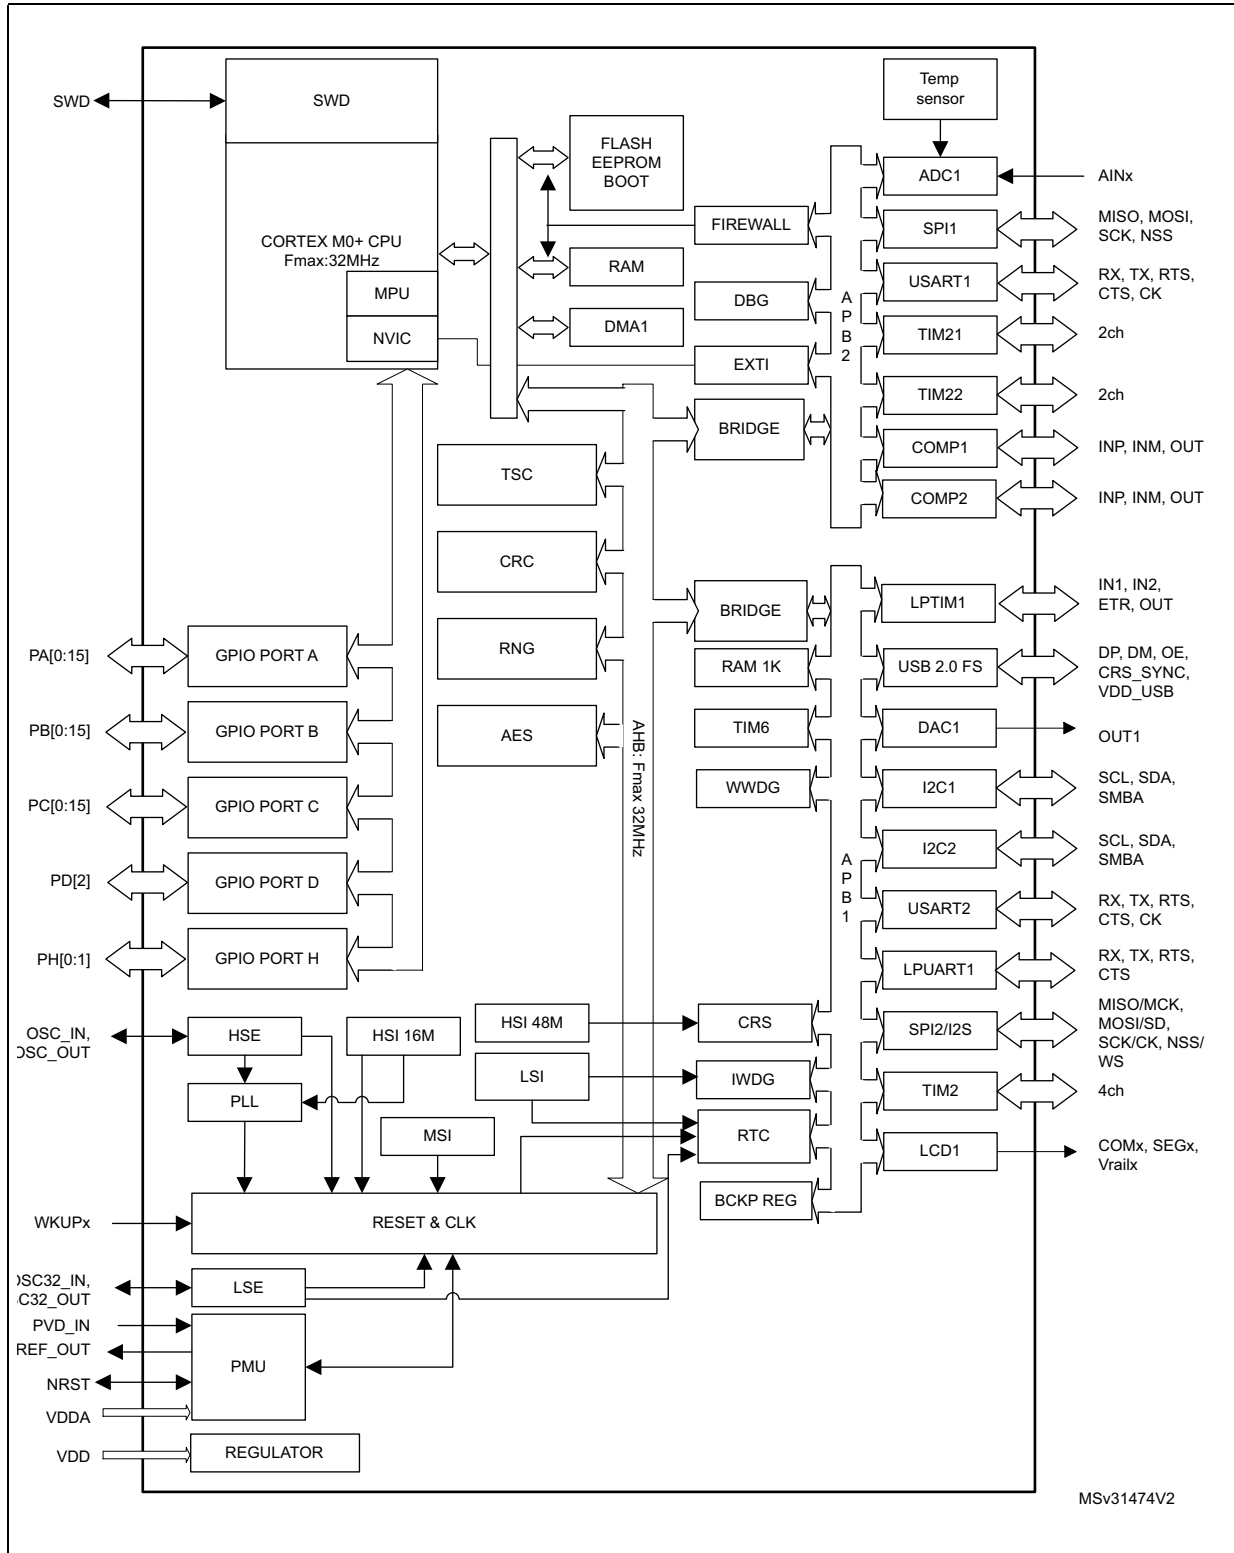 SWD
SWD
CORTEX M0+ CPU
Fmax:32MHz
MPU
NVIC
FLASH
EEPROM
BOOT
RAM
DMA1
FIREWALL
DBG
EXTI
BRIDGE
A
P
B
2
Temp
sensor
ADC1
AINx
SPI1
MISO, MOSI,
SCK, NSS
USART1
RX, TX, RTS,
CTS, CK
TIM21
2ch
TIM22
2ch
COMP1
INP, INM, OUT
COMP2
INP, INM, OUT
TSC
CRC
RNG
AES
AHB: Fmax 32MHz
PA[0:15]
GPIO PORT A
PB[0:15]
GPIO PORT B
PC[0:15]
GPIO PORT C
PD[2]
GPIO PORT D
PH[0:1]
GPIO PORT H
BRIDGE
RAM 1K
TIM6
WWDG
A
P
B
1
LPTIM1
IN1, IN2,
ETR, OUT
USB 2.0 FS
DP, DM, OE,
CRS_SYNC,
VDD_USB
DAC1
OUT1
I2C1
SCL, SDA,
SMBA
I2C2
SCL, SDA,
SMBA
USART2
RX, TX, RTS,
CTS, CK
LPUART1
RX, TX, RTS,
CTS
SPI2/I2S
MISO/MCK,
MOSI/SD,
SCK/CK, NSS/
WS
TIM2
4ch
LCD1
COMx, SEGx,
Vrailx
OSC_IN,
OSC_OUT
HSE
HSI 16M
PLL
MSI
HSI 48M
CRS
LSI
IWDG
RTC
BCKP REG
WKUPx
RESET & CLK
OSC32_IN,
C32_OUT
LSE
PVD_IN
REF_OUT
NRST
VDDA
PMU
VDD
REGULATOR
MSv31474V2